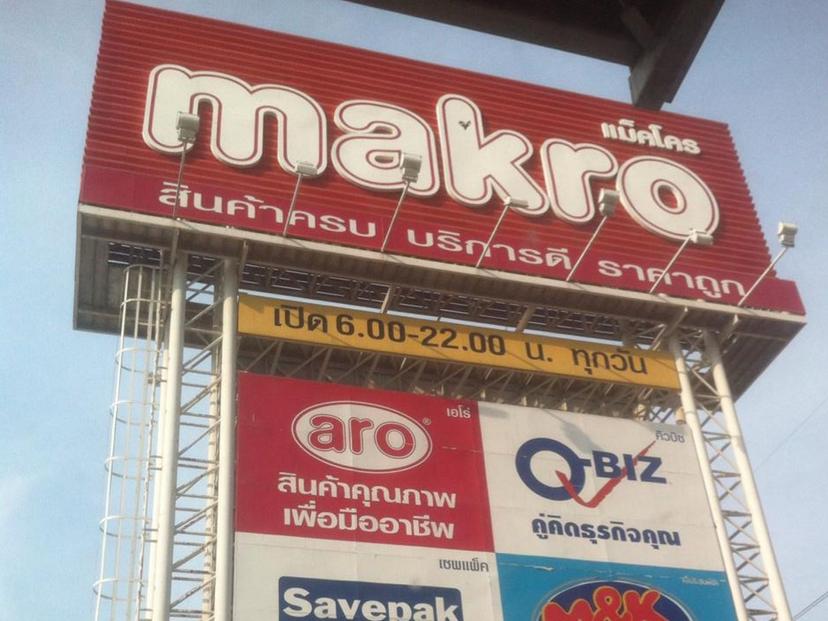 makro
แม็คโคร
สินค้าครบ บริการดี ราคาถูก
เปิด 6.00-22.00 น. ทุกวัน
เอโร่
aro®
สินค้าคุณภาพ
เพื่อมืออาชีพ
คิวบิซ
Q-BIZ
คู่คิดธุรกิจคุณ
เซพแพ็ค
Savepak
M&K